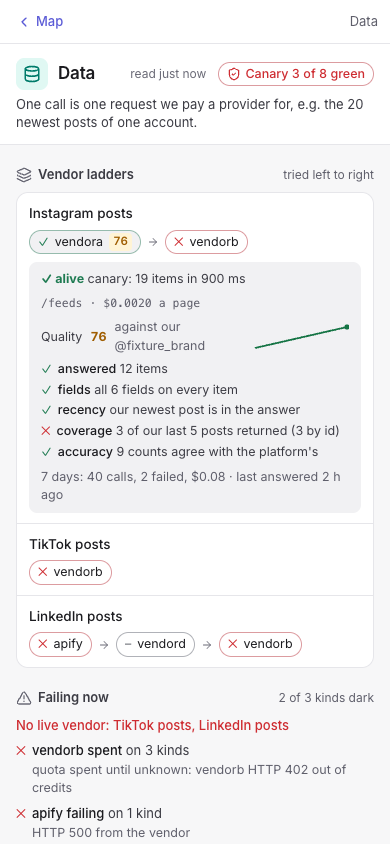 Map
Data
Data
read just now
Canary 3 of 8 green
One call is one request we pay a provider for, e.g. the 20
newest posts of one account.
Vendor ladders
tried left to right
Instagram posts
vendora 76 → vendorb
alive canary: 19 items in 900 ms
/feeds · $0.0020 a page
Quality 76 against our
@fixture_brand
answered 12 items
fields all 6 fields on every item
recency our newest post is in the answer
coverage 3 of our last 5 posts returned (3 by id)
accuracy 9 counts agree with the platform's
7 days: 40 calls, 2 failed, $0.08 · last answered 2 h
ago
TikTok posts
vendorb
LinkedIn posts
apify → – vendord → vendorb
Failing now
2 of 3 kinds dark
No live vendor: TikTok posts, LinkedIn posts
vendorb spent on 3 kinds
quota spent until unknown: vendorb HTTP 402 out of
credits
apify failing on 1 kind
HTTP 500 from the vendor